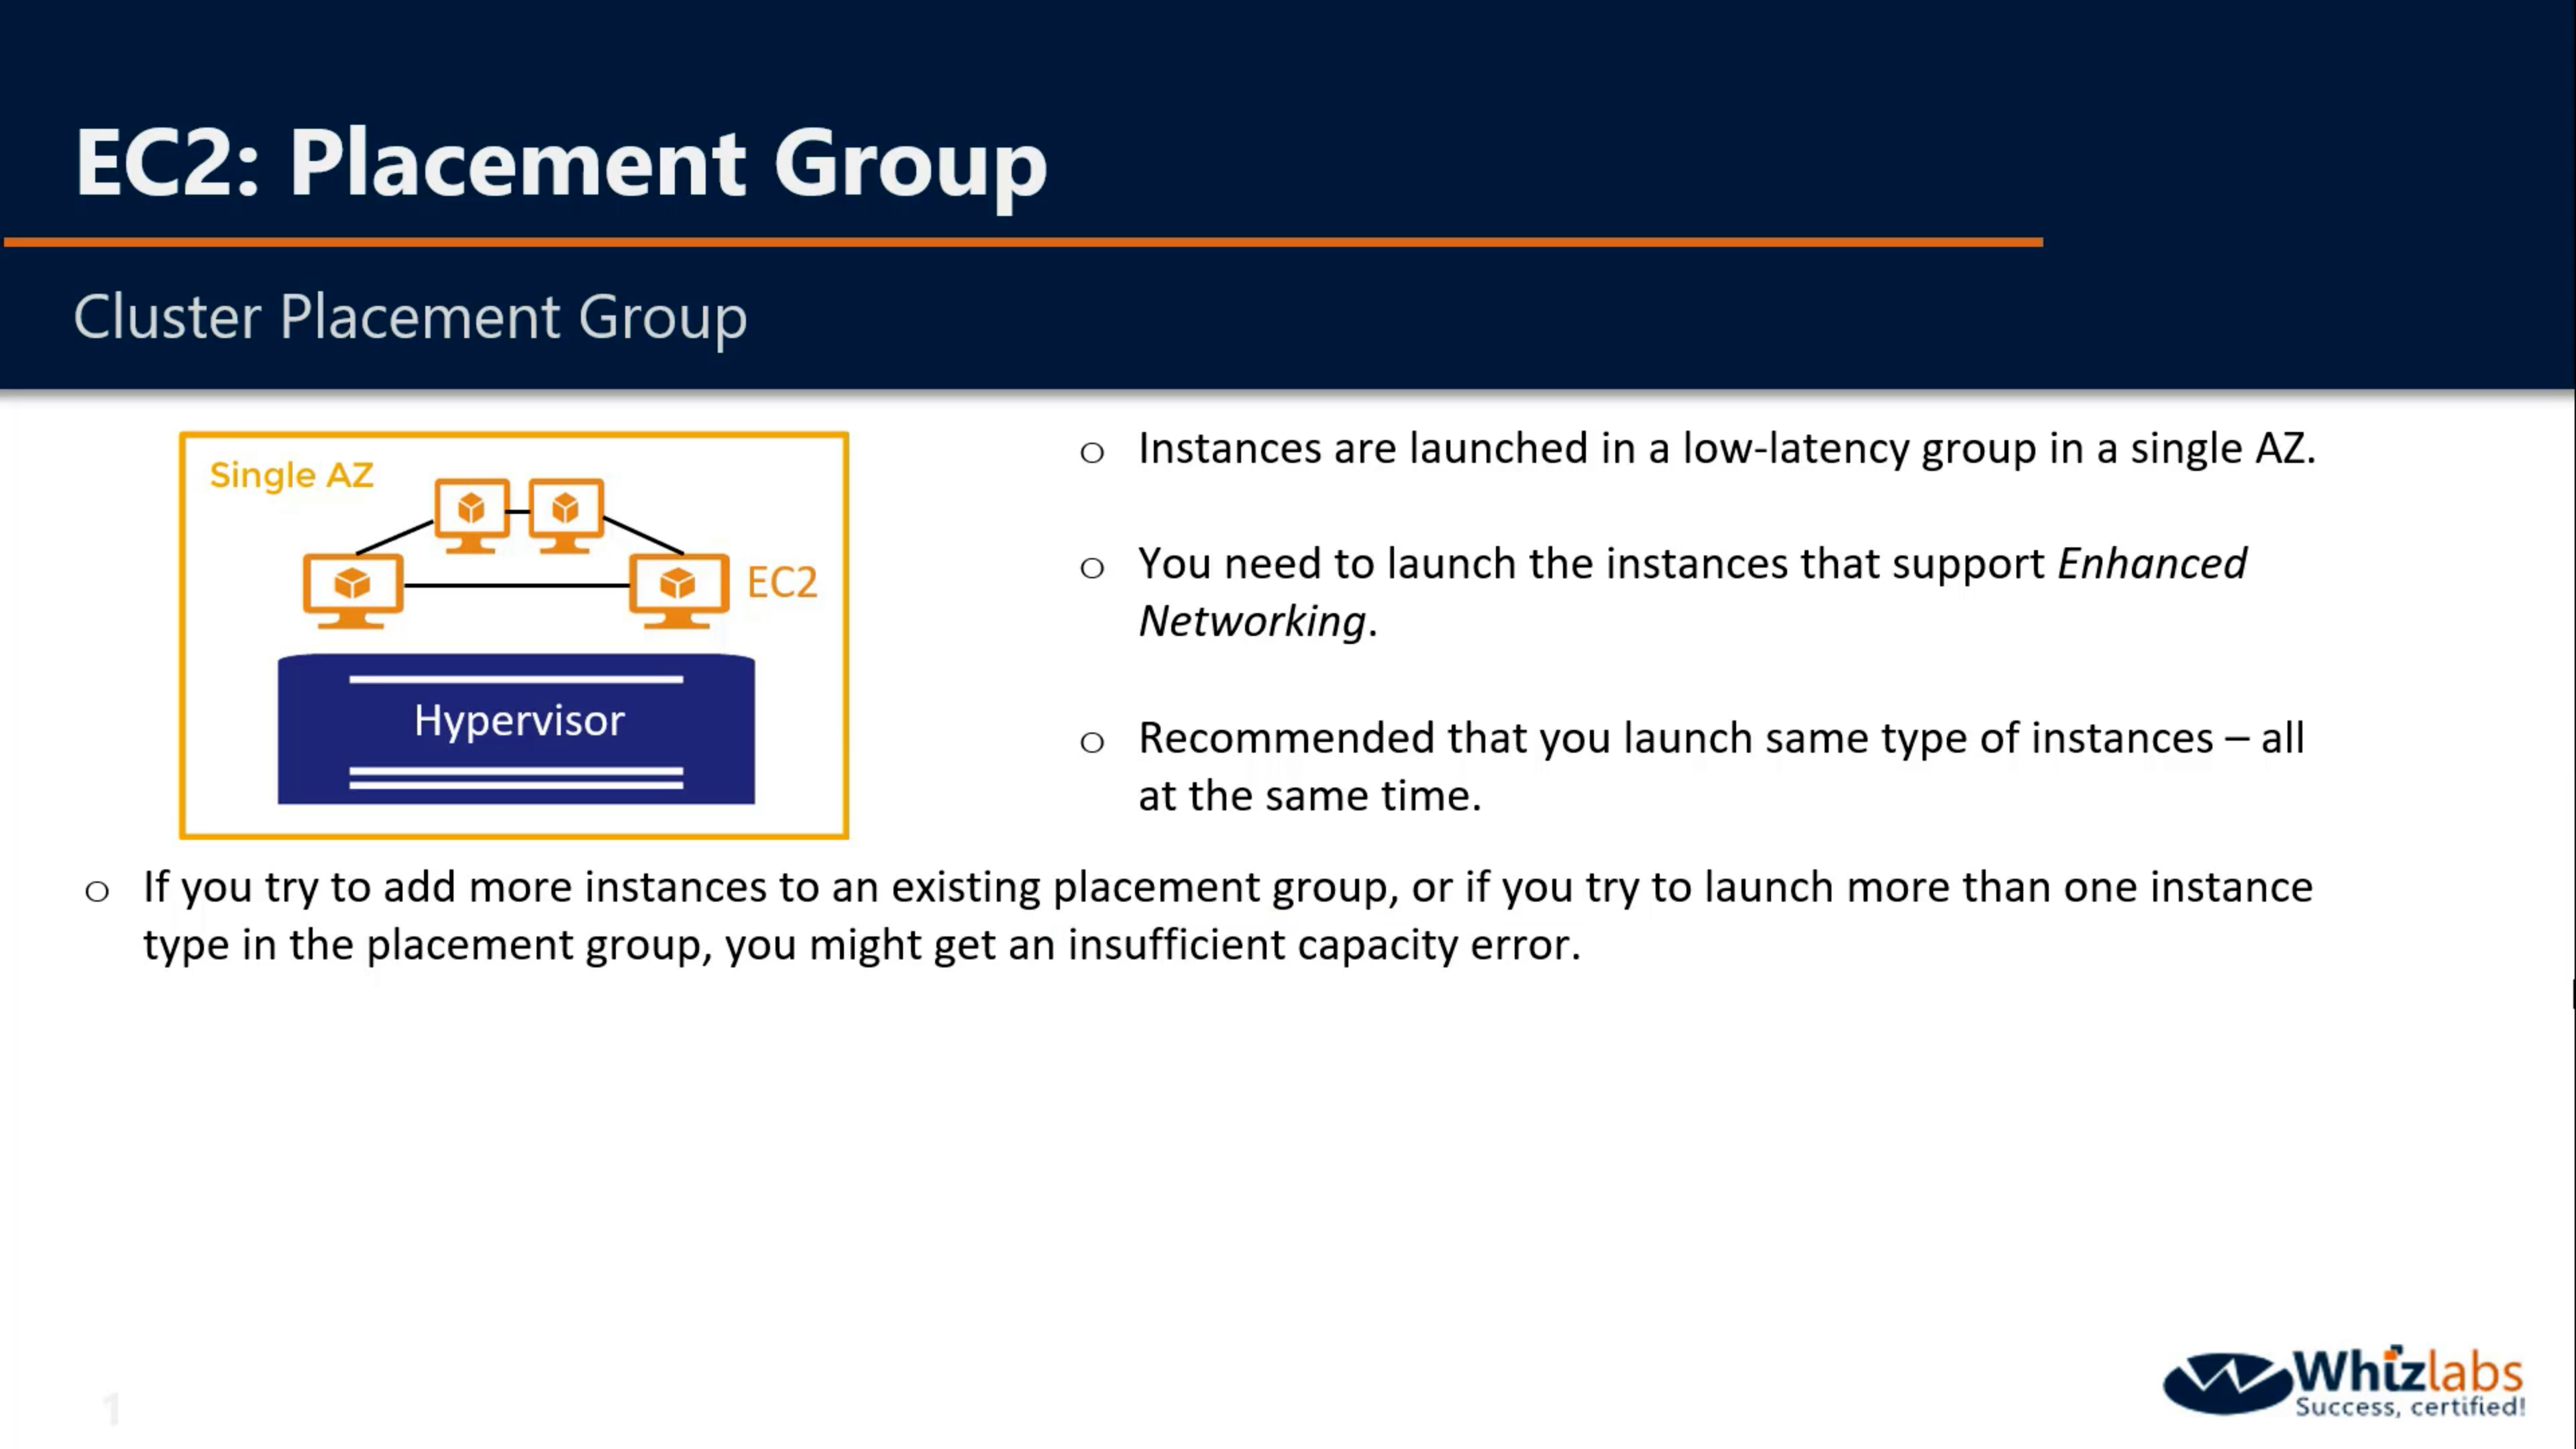 EC2: Placement Group
Cluster Placement Group
Single AZ
EC2
Hypervisor
o Instances are launched in a low-latency group in a single AZ.
o You need to launch the instances that support Enhanced
Networking.
o Recommended that you launch same type of instances – all
at the same time.
o If you try to add more instances to an existing placement group, or if you try to launch more than one instance
type in the placement group, you might get an insufficient capacity error.
1
Whizlabs
Success, certified!